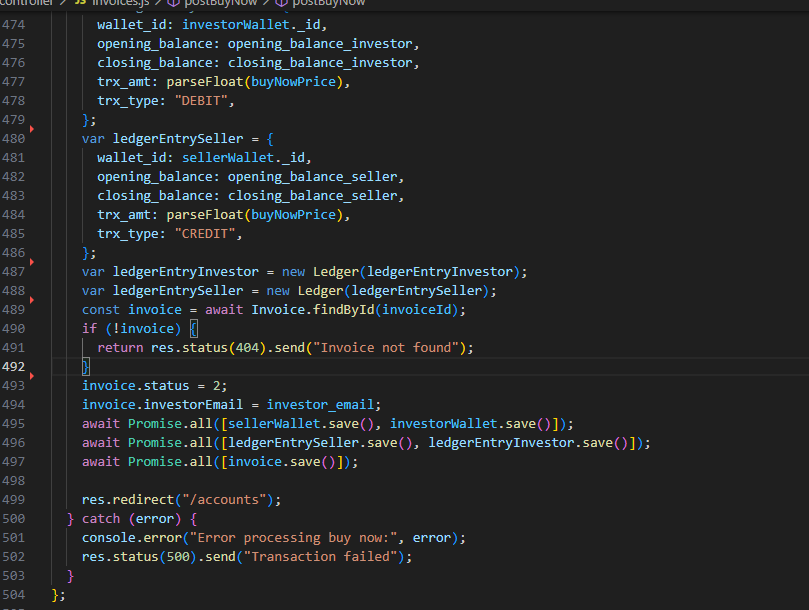 controller > JS invoices.js > postBuyNow > postBuyNow
474 wallet_id: investorWallet._id,
475 opening_balance: opening_balance_investor,
476 closing_balance: closing_balance_investor,
477 trx_amt: parseFloat(buyNowPrice),
478 trx_type: "DEBIT",
479 };
480 var ledgerEntrySeller = {
481 wallet_id: sellerWallet._id,
482 opening_balance: opening_balance_seller,
483 closing_balance: closing_balance_seller,
484 trx_amt: parseFloat(buyNowPrice),
485 trx_type: "CREDIT",
486 };
487 var ledgerEntryInvestor = new Ledger(ledgerEntryInvestor);
488 var ledgerEntrySeller = new Ledger(ledgerEntrySeller);
489 const invoice = await Invoice.findById(invoiceId);
490 if (!invoice) {
491 return res.status(404).send("Invoice not found");
492 }
493 invoice.status = 2;
494 invoice.investorEmail = investor_email;
495 await Promise.all([sellerWallet.save(), investorWallet.save()]);
496 await Promise.all([ledgerEntrySeller.save(), ledgerEntryInvestor.save()]);
497 await Promise.all([invoice.save()]);
498
499 res.redirect("/accounts");
500 } catch (error) {
501 console.error("Error processing buy now:", error);
502 res.status(500).send("Transaction failed");
503 }
504 };